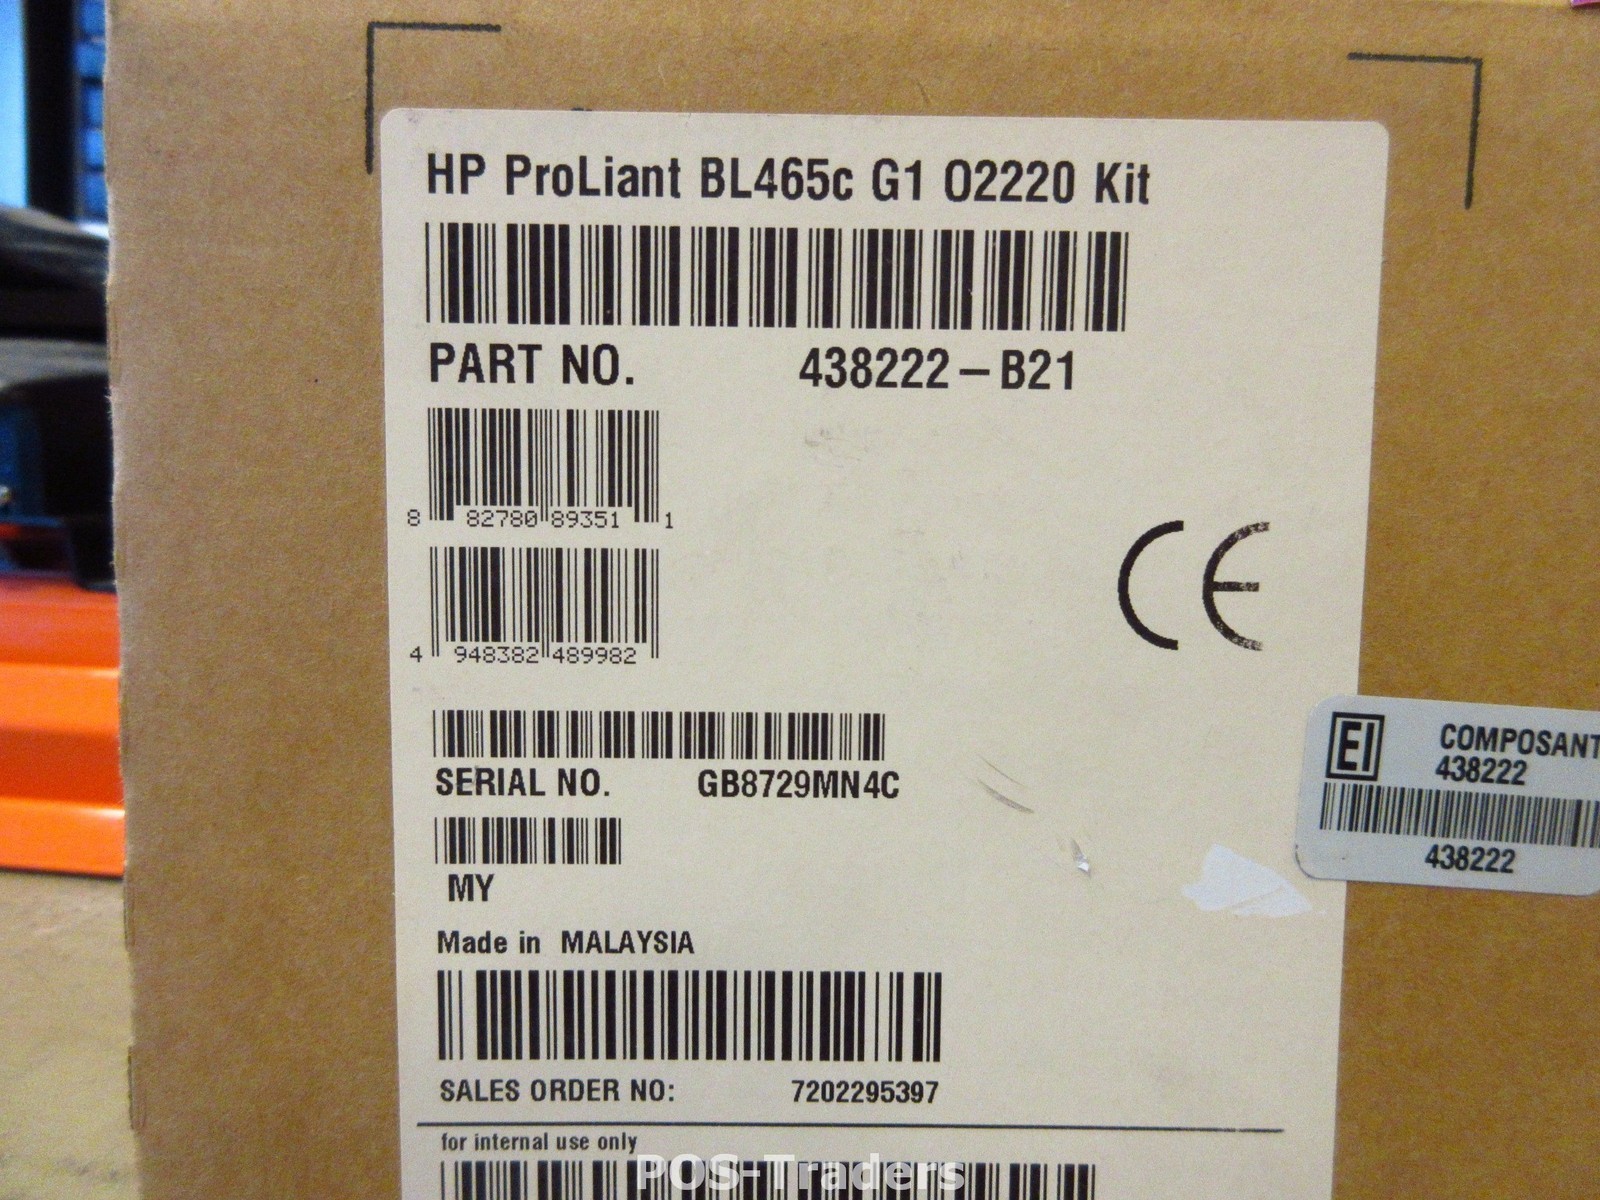 HP ProLiant BL465c G1 O2220 Kit
PART NO. 438222-B21
8 82780 89351 1
4 948382 489982
CE
SERIAL NO. GB8729MN4C
MY
Made in MALAYSIA
SALES ORDER NO: 7202295397
for internal use only
POS-Traders
EI COMPOSANT
438222
438222